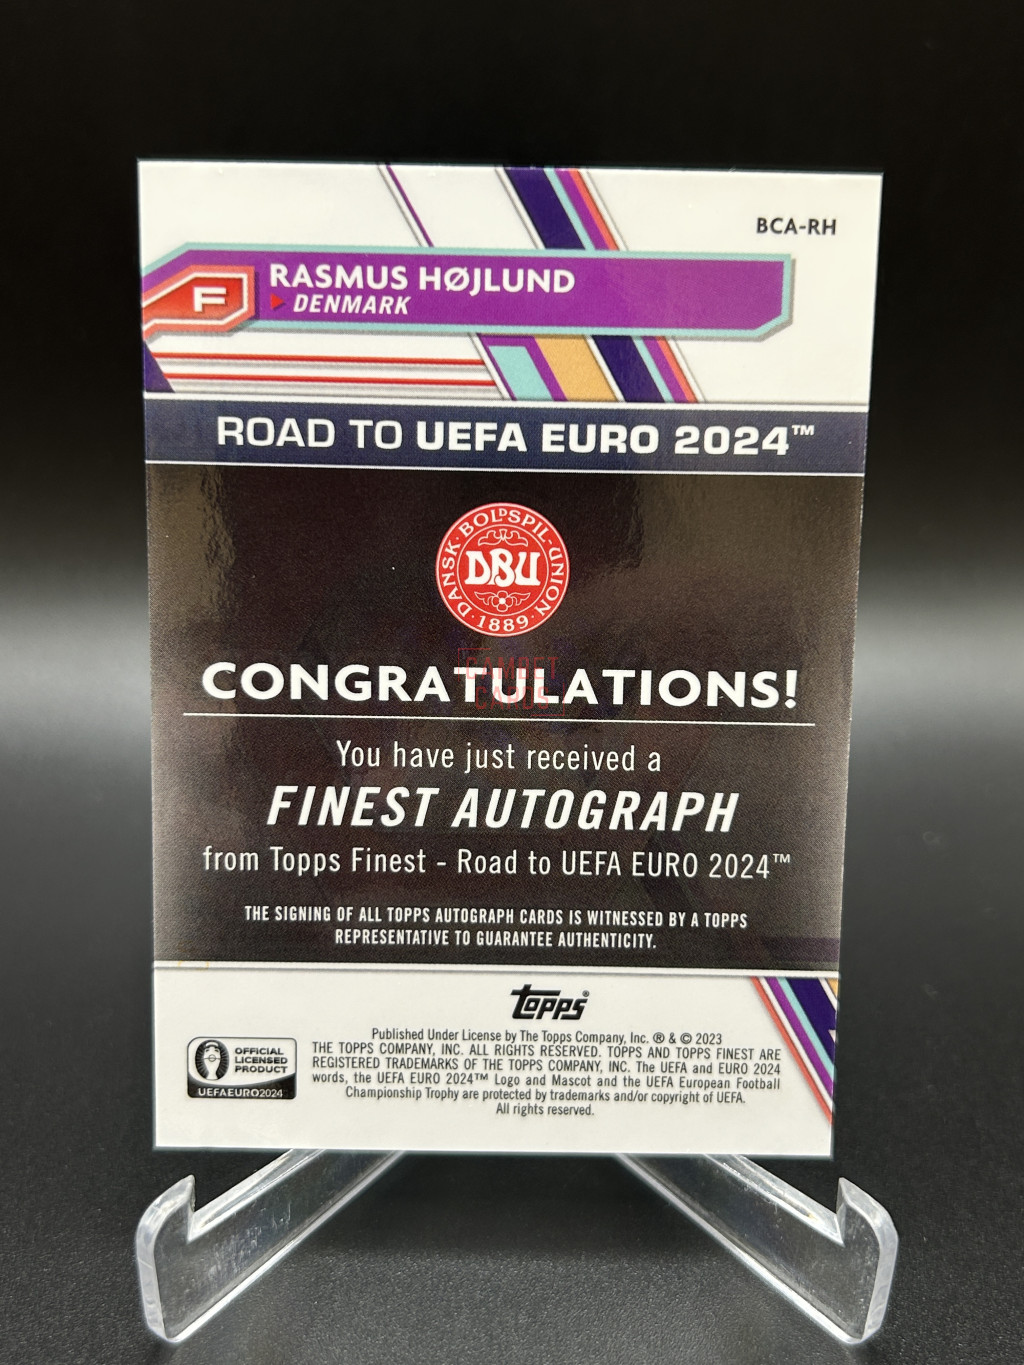 BCA-RH
RASMUS HØJLUND
F
DENMARK
ROAD TO UEFA EURO 2024™
DANSK·BOLDSPIL·UNION
DBU
·1889·
CAMBET
CARDS
CONGRATULATIONS!
You have just received a
FINEST AUTOGRAPH
from Topps Finest - Road to UEFA EURO 2024™
THE SIGNING OF ALL TOPPS AUTOGRAPH CARDS IS WITNESSED BY A TOPPS
REPRESENTATIVE TO GUARANTEE AUTHENTICITY.
topps®
Published Under License by The Topps Company, Inc. ® & © 2023
THE TOPPS COMPANY, INC. ALL RIGHTS RESERVED. TOPPS AND TOPPS FINEST ARE
REGISTERED TRADEMARKS OF THE TOPPS COMPANY, INC. The UEFA and EURO 2024
words, the UEFA EURO 2024™ Logo and Mascot and the UEFA European Football
Championship Trophy are protected by trademarks and/or copyright of UEFA.
All rights reserved.
OFFICIAL
LICENSED
PRODUCT
UEFAEURO2024